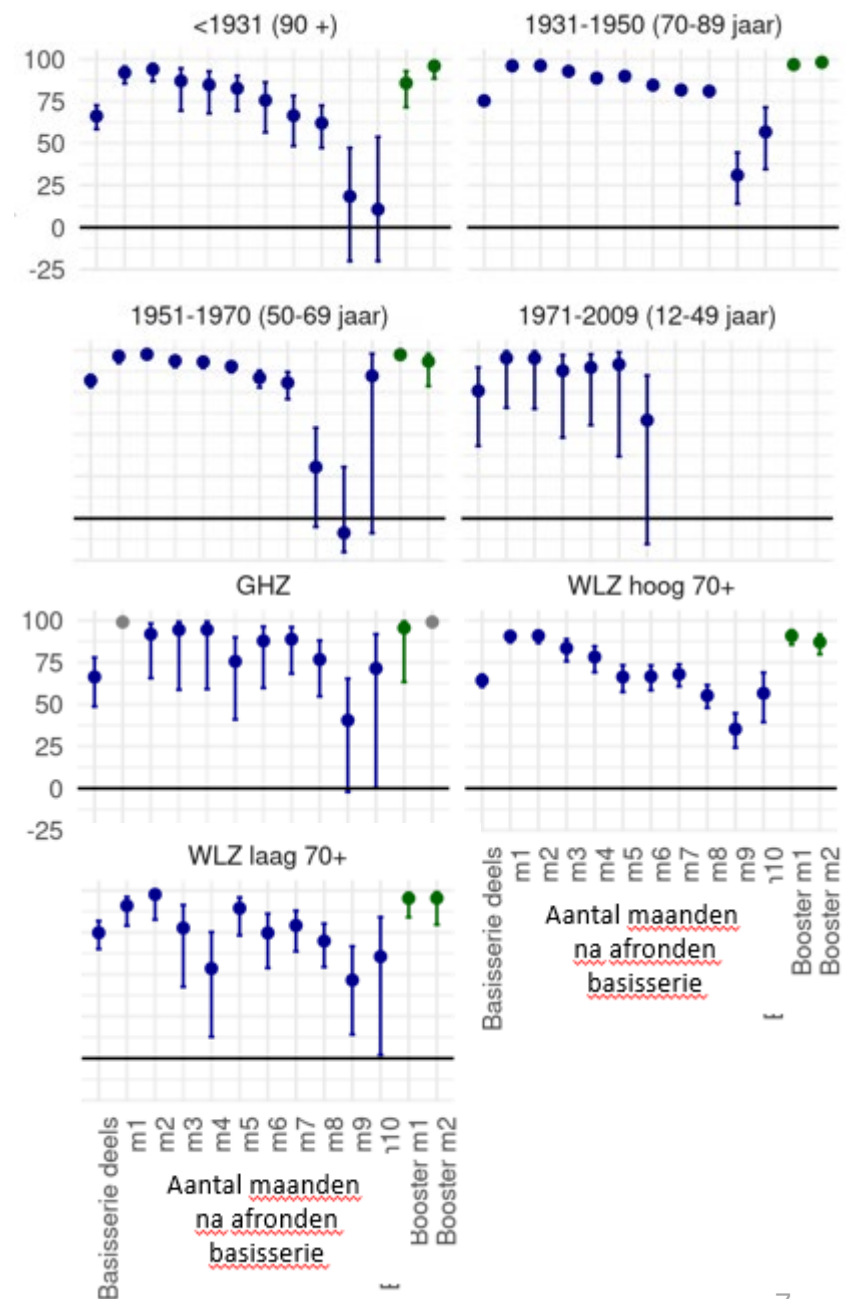 <1931 (90 +)
1931-1950 (70-89 jaar)
100
75
50
25
0
-25
1951-1970 (50-69 jaar)
1971-2009 (12-49 jaar)
GHZ
WLZ hoog 70+
100
75
50
25
0
-25
WLZ laag 70+
Basisserie deels
m1
m2
m3
m4
m5
m6
m7
m8
m9
Booster m1
Booster m2
Aantal maanden
na afronden
basisserie
Basisserie deels
m1
m2
m3
m4
m5
m6
m7
m8
m9
Booster m1
Booster m2
Aantal maanden
na afronden
basisserie